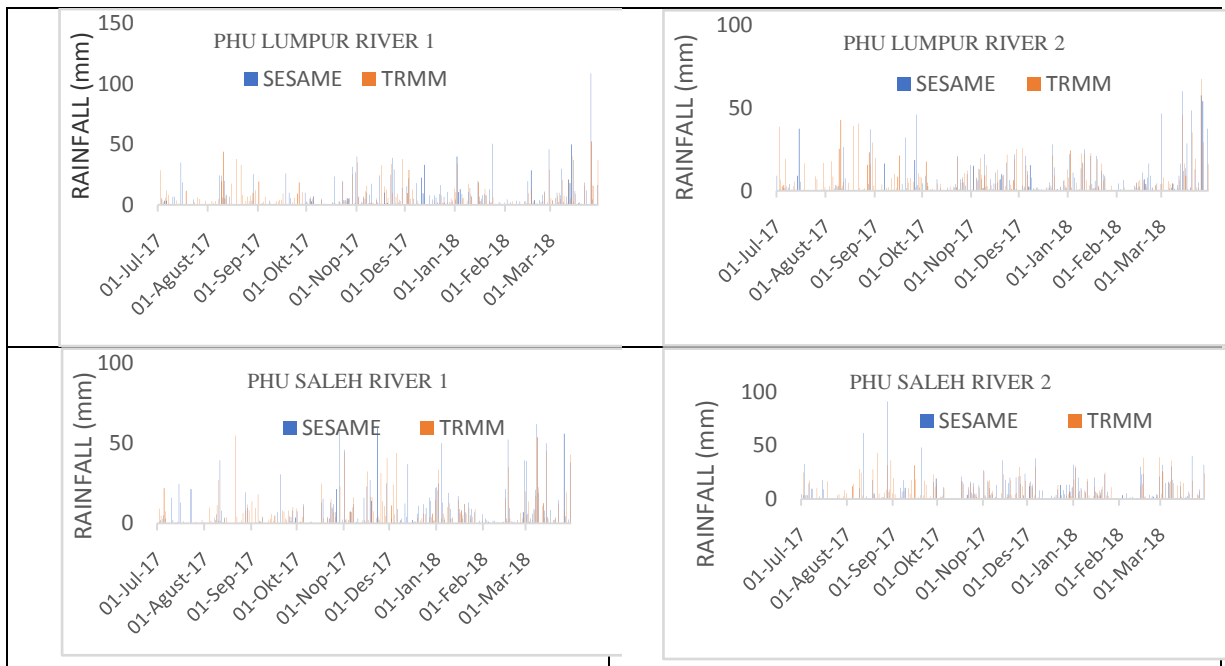 150
PHU LUMPUR RIVER 1
SESAME TRMM
100
50
0
RAINFALL (mm)
01-Jul-17
01-Agust-17
01-Sep-17
01-Okt-17
01-Nop-17
01-Des-17
01-Jan-18
01-Feb-18
01-Mar-18
100
PHU LUMPUR RIVER 2
SESAME TRMM
50
0
RAINFALL (mm)
01-Jul-17
01-Agust-17
01-Sep-17
01-Okt-17
01-Nop-17
01-Des-17
01-Jan-18
01-Feb-18
01-Mar-18
100
PHU SALEH RIVER 1
SESAME TRMM
50
0
RAINFALL (mm)
01-Jul-17
01-Agust-17
01-Sep-17
01-Okt-17
01-Nop-17
01-Des-17
01-Jan-18
01-Feb-18
01-Mar-18
PHU SALEH RIVER 2
100
SESAME TRMM
50
0
RAINFALL (mm)
01-Jul-17
01-Agust-17
01-Sep-17
01-Okt-17
01-Nop-17
01-Des-17
01-Jan-18
01-Feb-18
01-Mar-18